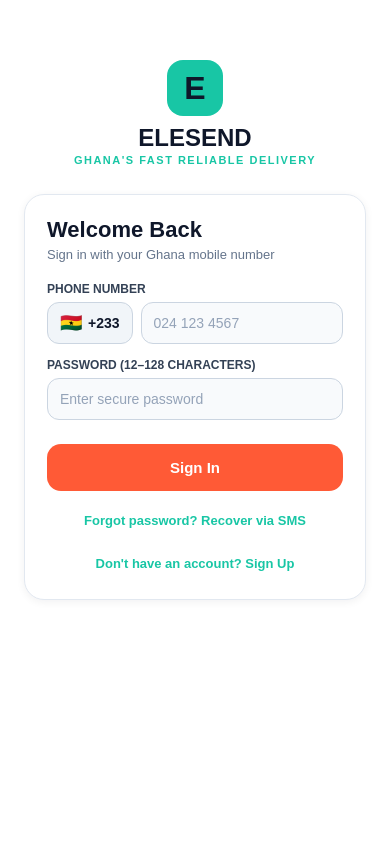 E
ELESEND
GHANA'S FAST RELIABLE DELIVERY
Welcome Back
Sign in with your Ghana mobile number
PHONE NUMBER
+233 024 123 4567
PASSWORD (12–128 CHARACTERS)
Enter secure password
Sign In
Forgot password? Recover via SMS
Don't have an account? Sign Up